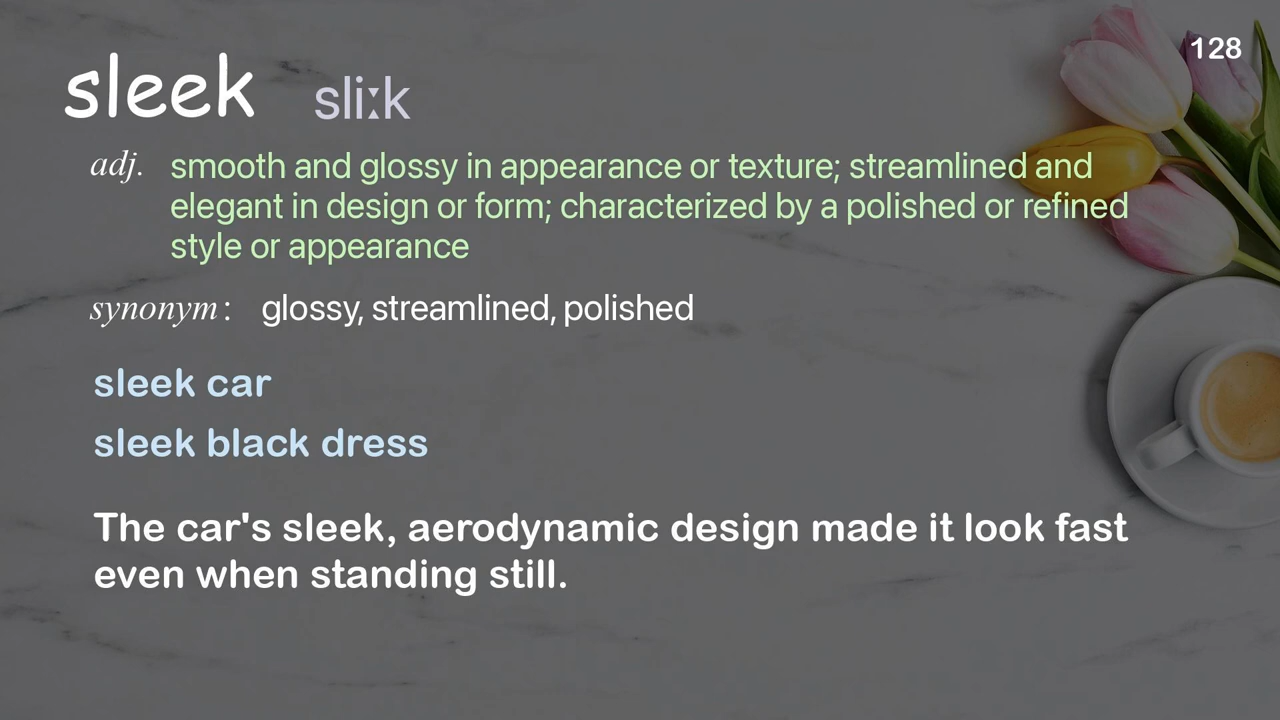 128
sleek sliːk
adj. smooth and glossy in appearance or texture; streamlined and
elegant in design or form; characterized by a polished or refined
style or appearance
synonym: glossy, streamlined, polished
sleek car
sleek black dress
The car's sleek, aerodynamic design made it look fast
even when standing still.